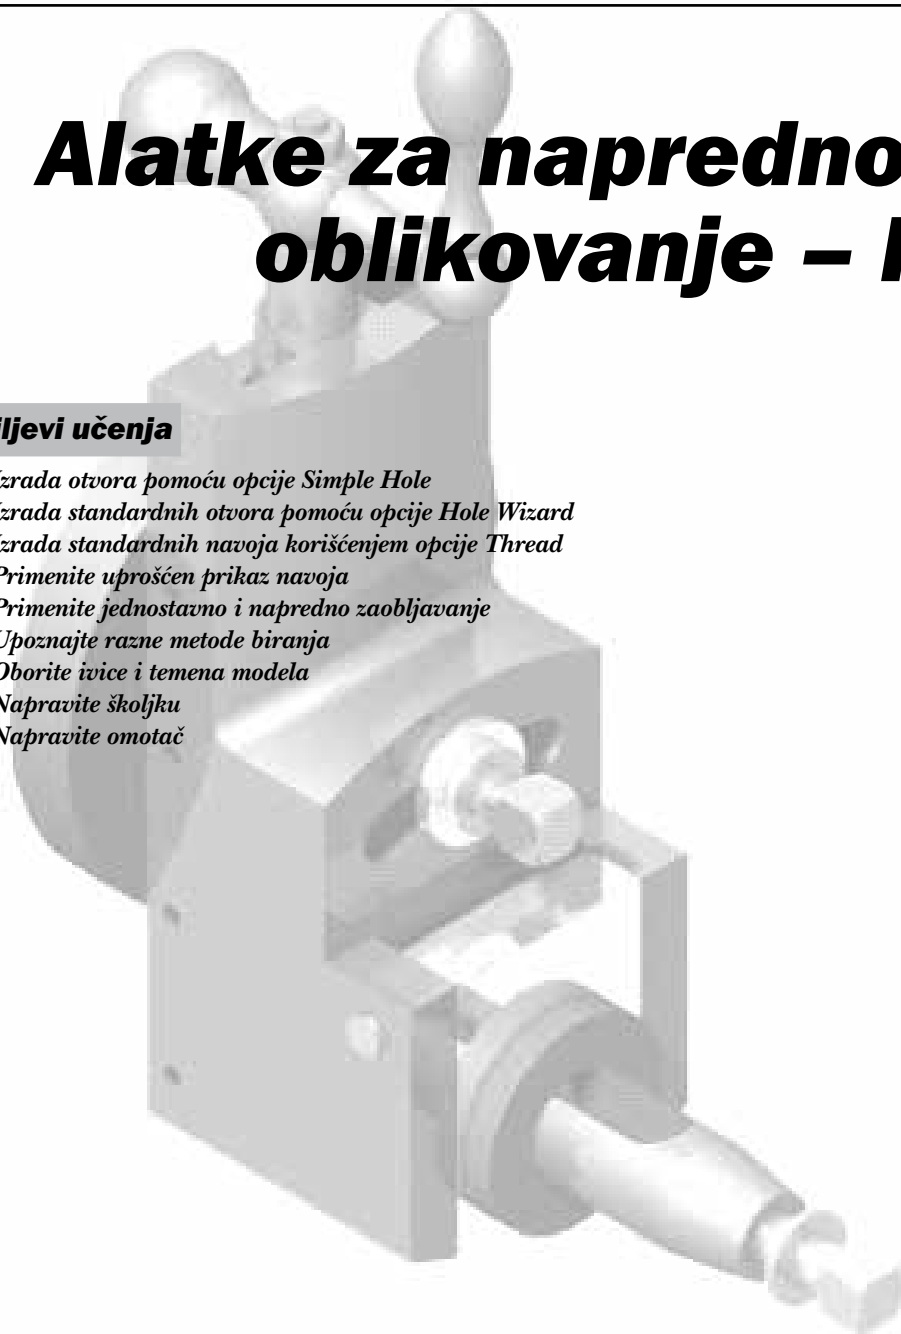 Alatke za napredno
oblikovanje –
iljevi učenja
zrada otvora pomoću opcije Simple Hole
zrada standardnih otvora pomoću opcije Hole Wizard
zrada standardnih navoja korišćenjem opcije Thread
Primenite uprošćen prikaz navoja
Primenite jednostavno i napredno zaobljavanje
Upoznajte razne metode biranja
Oborite ivice i temena modela
Napravite školjku
Napravite omotač